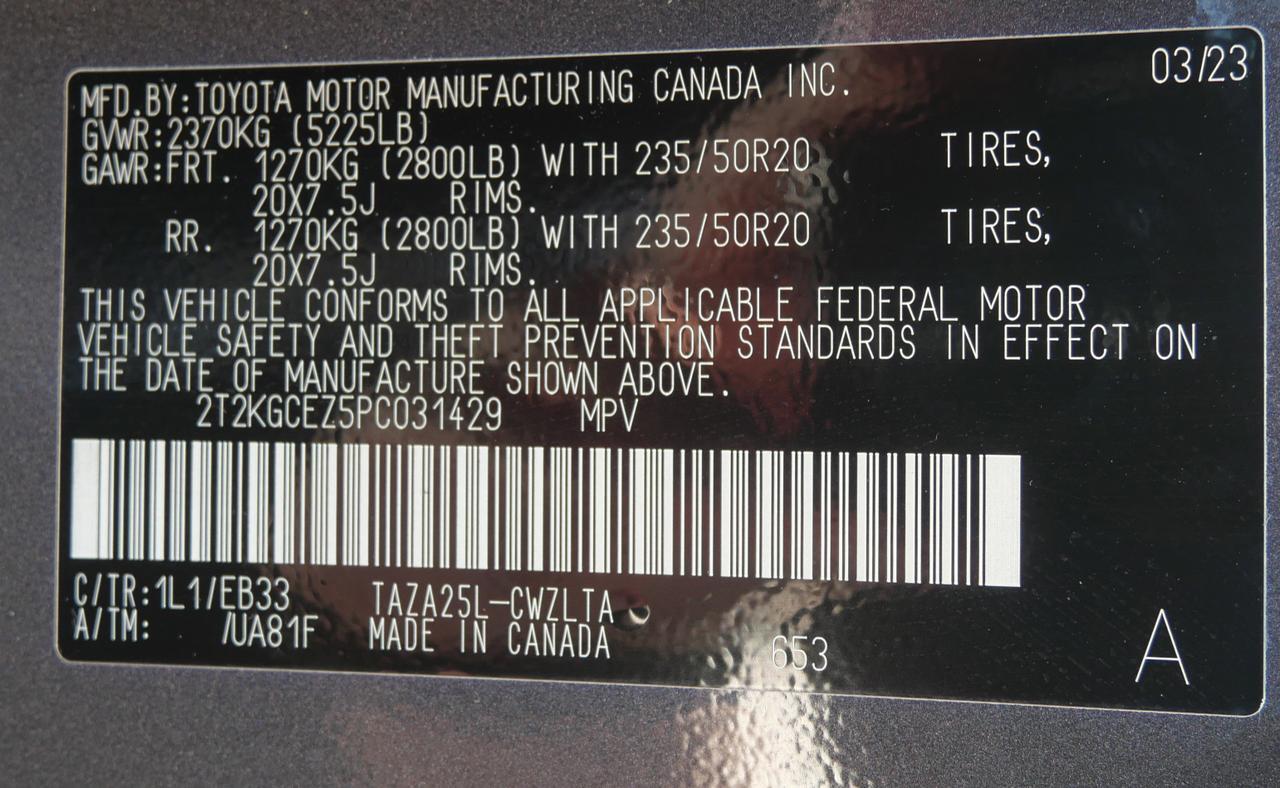 03/23
MFD.BY:TOYOTA MOTOR MANUFACTURING CANADA INC.
GVWR:2370KG (5225LB)
GAWR:FRT. 1270KG (2800LB) WITH 235/50R20 TIRES,
20X7.5J RIMS.
RR. 1270KG (2800LB) WITH 235/50R20 TIRES,
20X7.5J RIMS.
THIS VEHICLE CONFORMS TO ALL APPLICABLE FEDERAL MOTOR
VEHICLE SAFETY AND THEFT PREVENTION STANDARDS IN EFFECT ON
THE DATE OF MANUFACTURE SHOWN ABOVE.
2T2KGCEZ5PC031429 MPV
C/TR:1L1/EB33 TAZA25L-CWZLTA
A/TM: /UA81F MADE IN CANADA
653
A